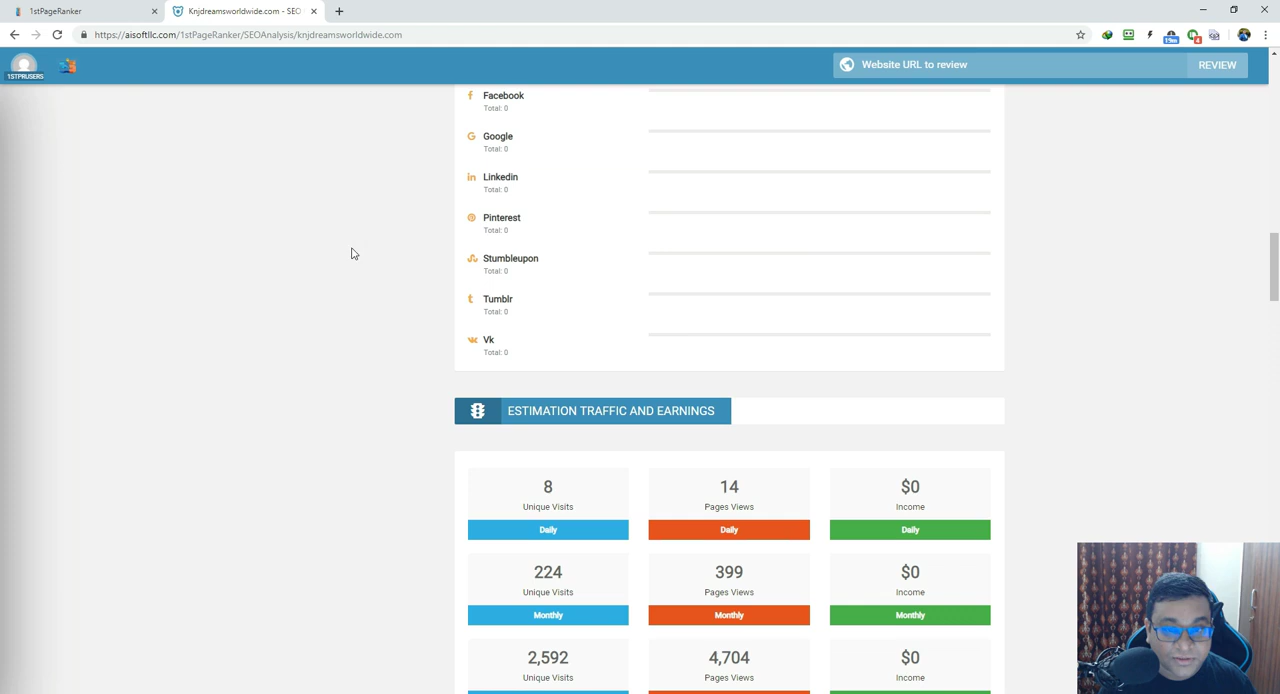 1stPageRanker
Knjdreamsworldwide.com - SEO
https://aisoftllc.com/1stPageRanker/SEOAnalysis/knjdreamsworldwide.com
19m
4
1STPRUSERS
Website URL to review
REVIEW
Facebook
Total: 0
Google
Total: 0
Linkedin
Total: 0
Pinterest
Total: 0
Stumbleupon
Total: 0
Tumblr
Total: 0
Vk
Total: 0
ESTIMATION TRAFFIC AND EARNINGS
8
Unique Visits
Daily
14
Pages Views
Daily
$0
Income
Daily
224
Unique Visits
Monthly
399
Pages Views
Monthly
$0
Income
Monthly
2,592
Unique Visits
4,704
Pages Views
$0
Income